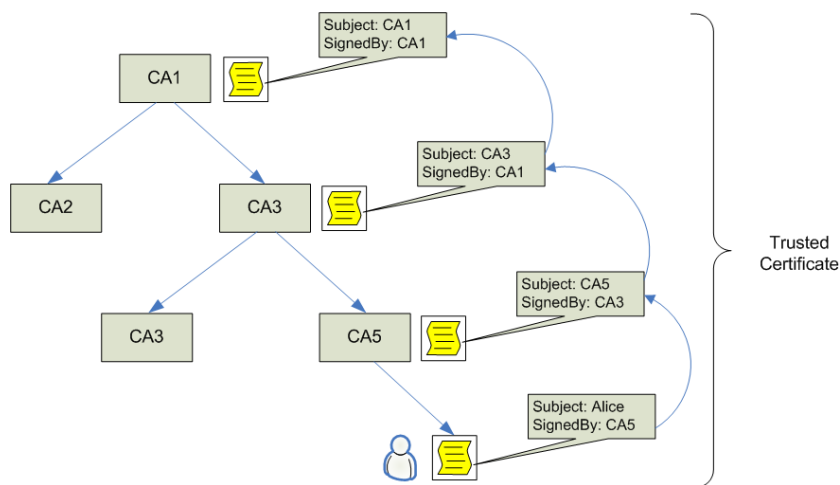 Subject: CA1
SignedBy: CA1
CA1
Subject: CA3
SignedBy: CA1
CA2
CA3
Trusted
Certificate
Subject: CA5
SignedBy: CA3
CA3
CA5
Subject: Alice
SignedBy: CA5